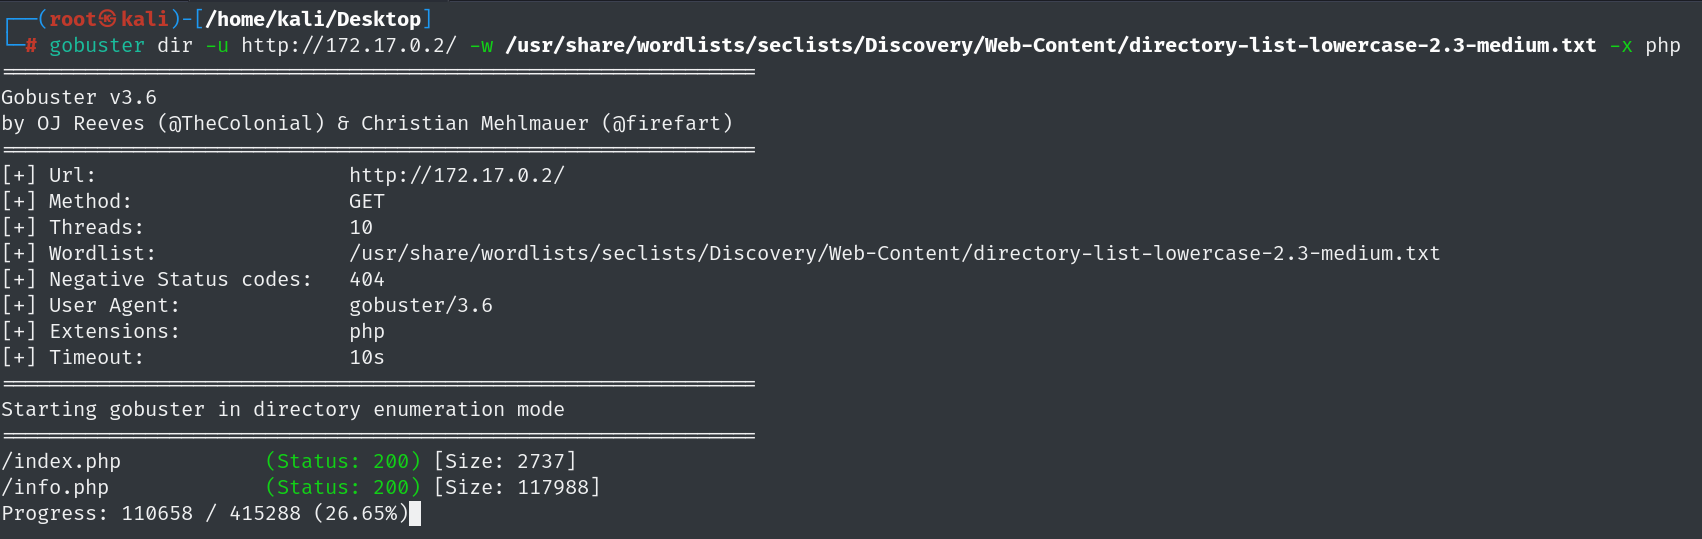 ┌──(root㉿kali)-[/home/kali/Desktop]
└─# gobuster dir -u http://172.17.0.2/ -w /usr/share/wordlists/seclists/Discovery/Web-Content/directory-list-lowercase-2.3-medium.txt -x php
===============================================================
Gobuster v3.6
by OJ Reeves (@TheColonial) & Christian Mehlmauer (@firefart)
===============================================================
[+] Url:                     http://172.17.0.2/
[+] Method:                  GET
[+] Threads:                 10
[+] Wordlist:                /usr/share/wordlists/seclists/Discovery/Web-Content/directory-list-lowercase-2.3-medium.txt
[+] Negative Status codes:   404
[+] User Agent:              gobuster/3.6
[+] Extensions:              php
[+] Timeout:                 10s
===============================================================
Starting gobuster in directory enumeration mode
===============================================================
/index.php            (Status: 200) [Size: 2737]
/info.php             (Status: 200) [Size: 117988]
Progress: 110658 / 415288 (26.65%)